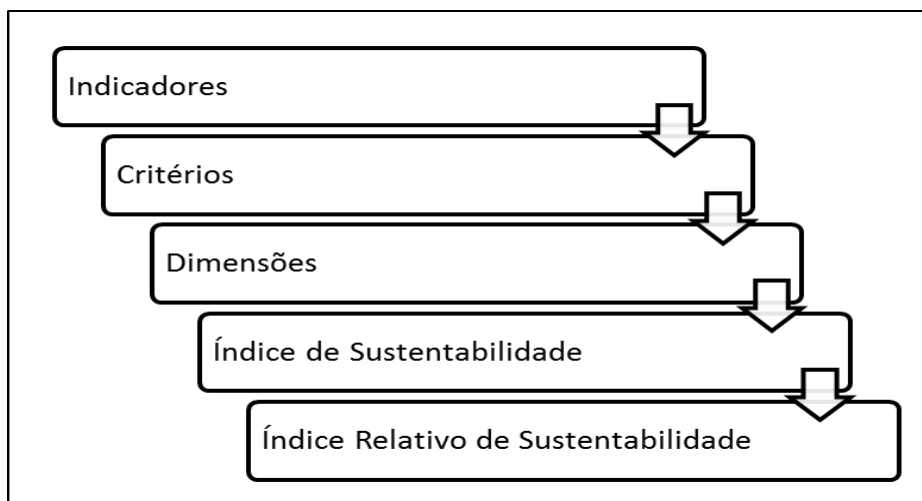 Indicadores
Critérios
Dimensões
Índice de Sustentabilidade
Índice Relativo de Sustentabilidade